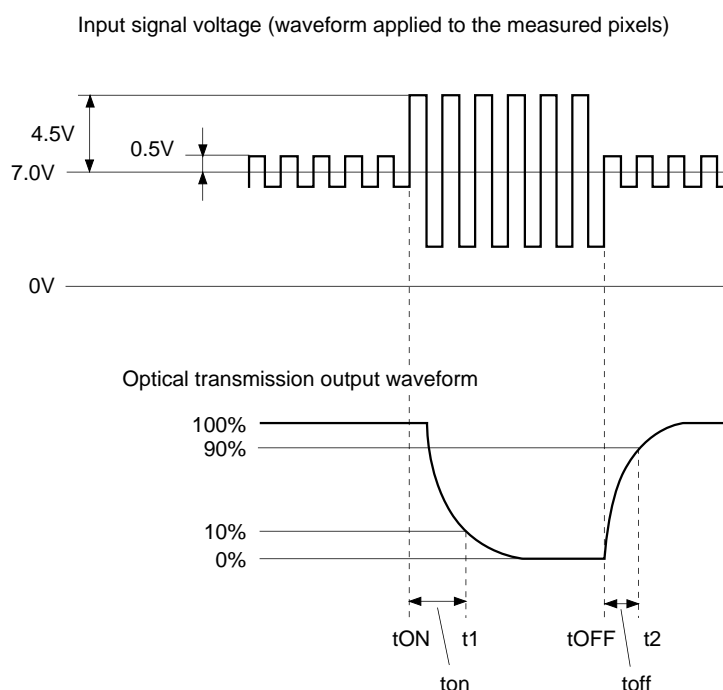 Input signal voltage (waveform applied to the measured pixels)
4.5V
0.5V
7.0V
0V
Optical transmission output waveform
100%
90%
10%
0%
tON t1 tOFF t2
ton toff